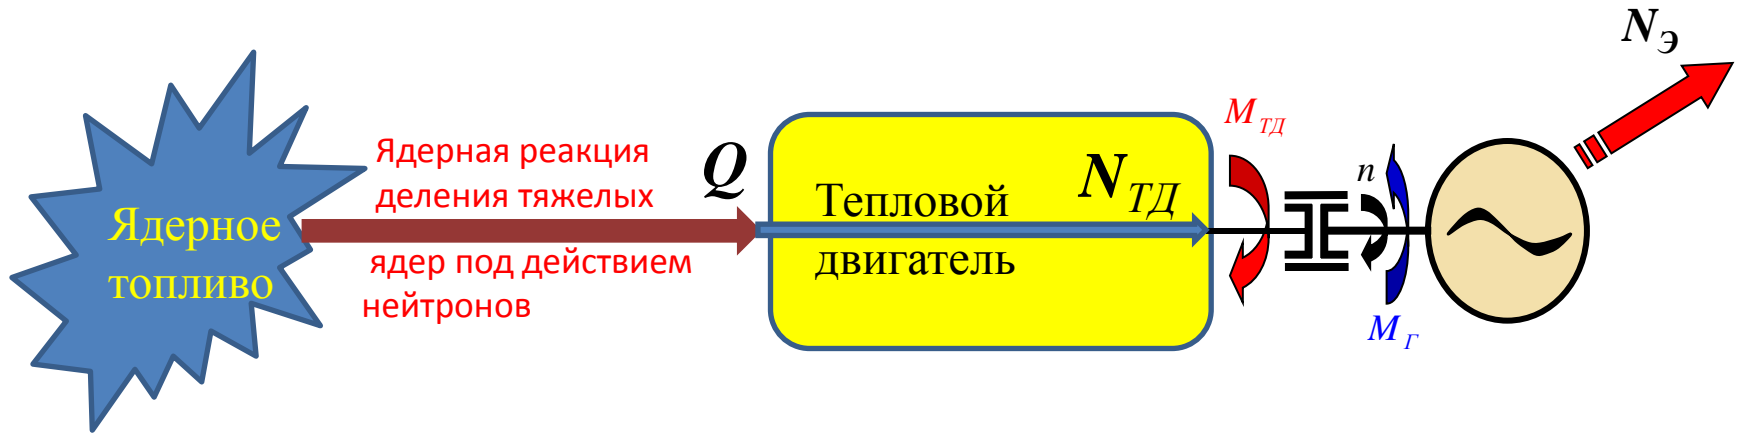 Ядерное
топливо
Ядерная реакция
деления тяжелых
ядер под действием
нейтронов
Q
Тепловой
двигатель
N ТД
М ТД
n
М Г
N Э